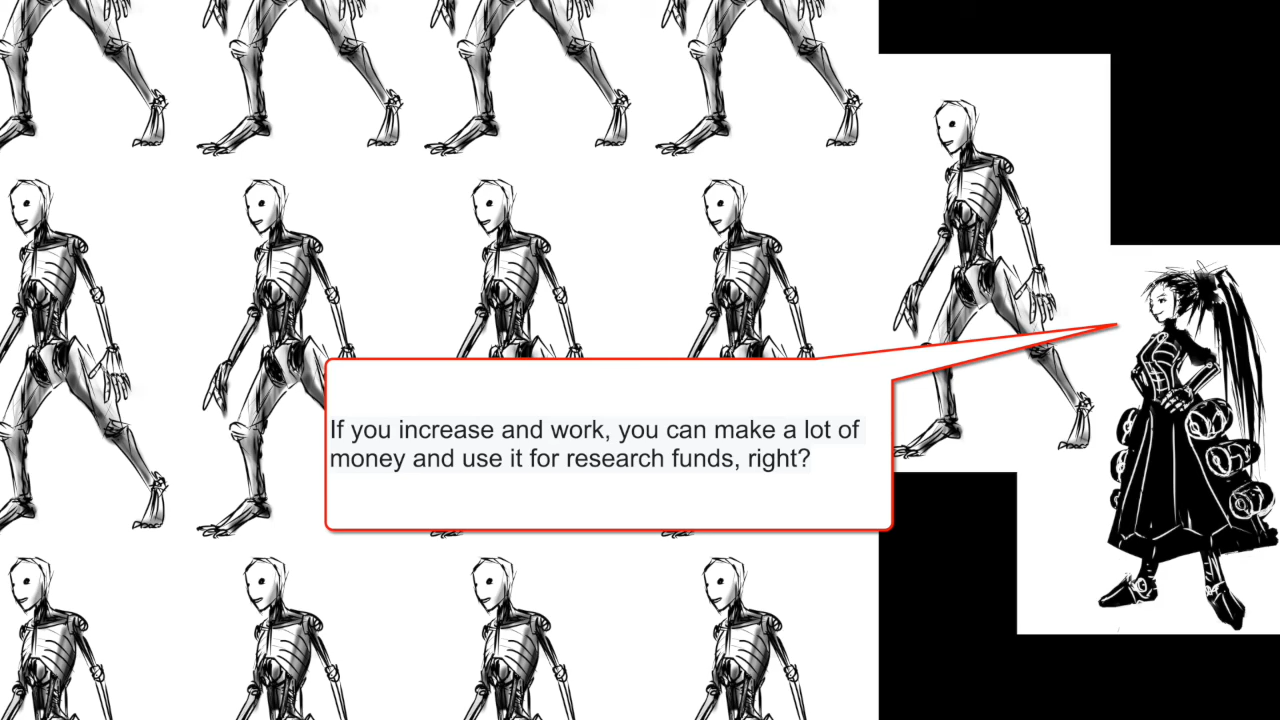 If you increase and work, you can make a lot of
money and use it for research funds, right?